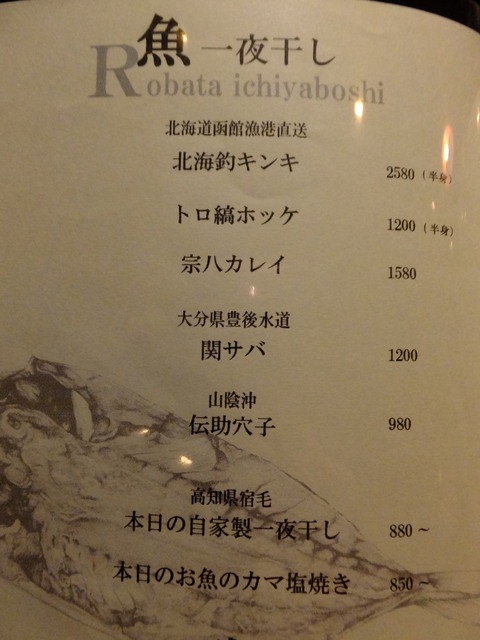 魚 一夜干し
Robata ichiyaboshi
北海道函館漁港直送
北海釣キンキ 2580（半身）
トロ縞ホッケ 1200（半身）
宗八カレイ 1580
大分県豊後水道
関サバ 1200
山陰沖
伝助穴子 980
高知県宿毛
本日の自家製一夜干し 880～
本日のお魚のカマ塩焼き 850～